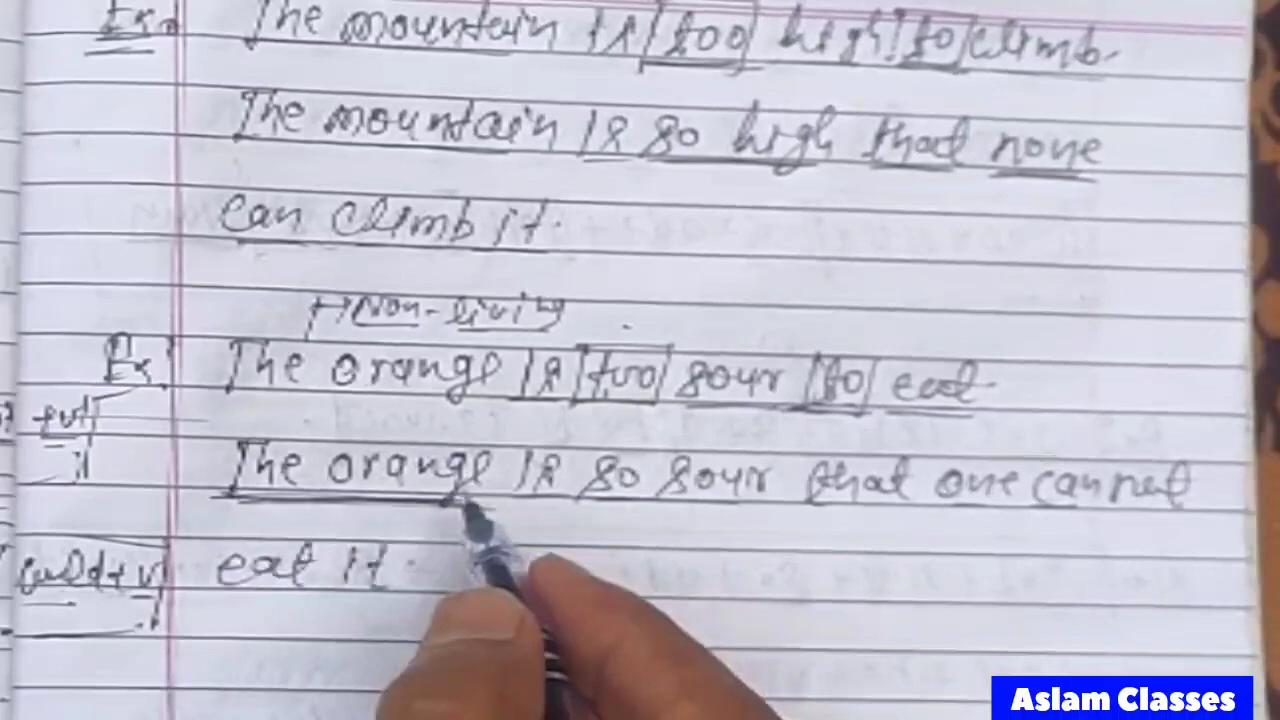 Ex. The mountain is too high to climb.
The mountain is so high that none
can climb it.
Non-living
Ex. The orange is too sour to eat.
The orange is so sour that one cannot
eat it.
Aslam Classes